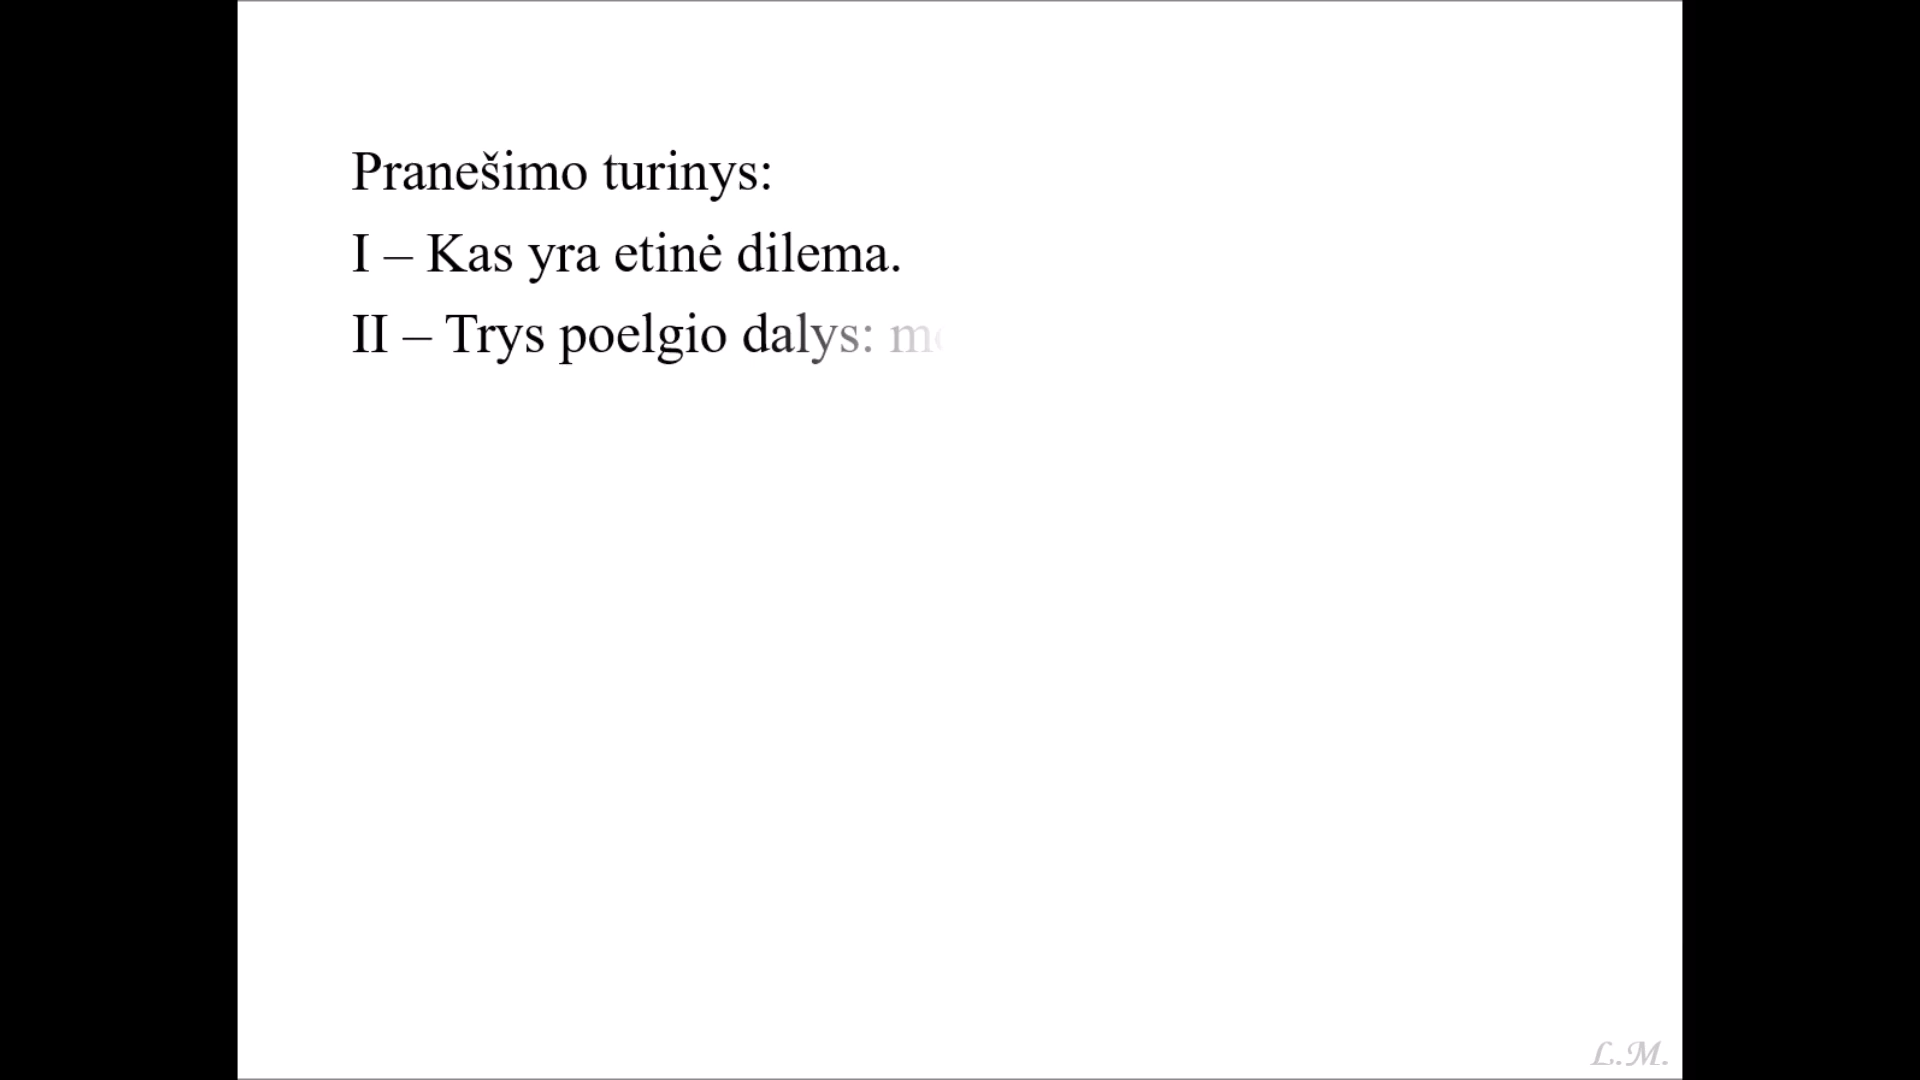 Pranešimo turinys:
I – Kas yra etinė dilema.
II – Trys poelgio dalys:
L.M.